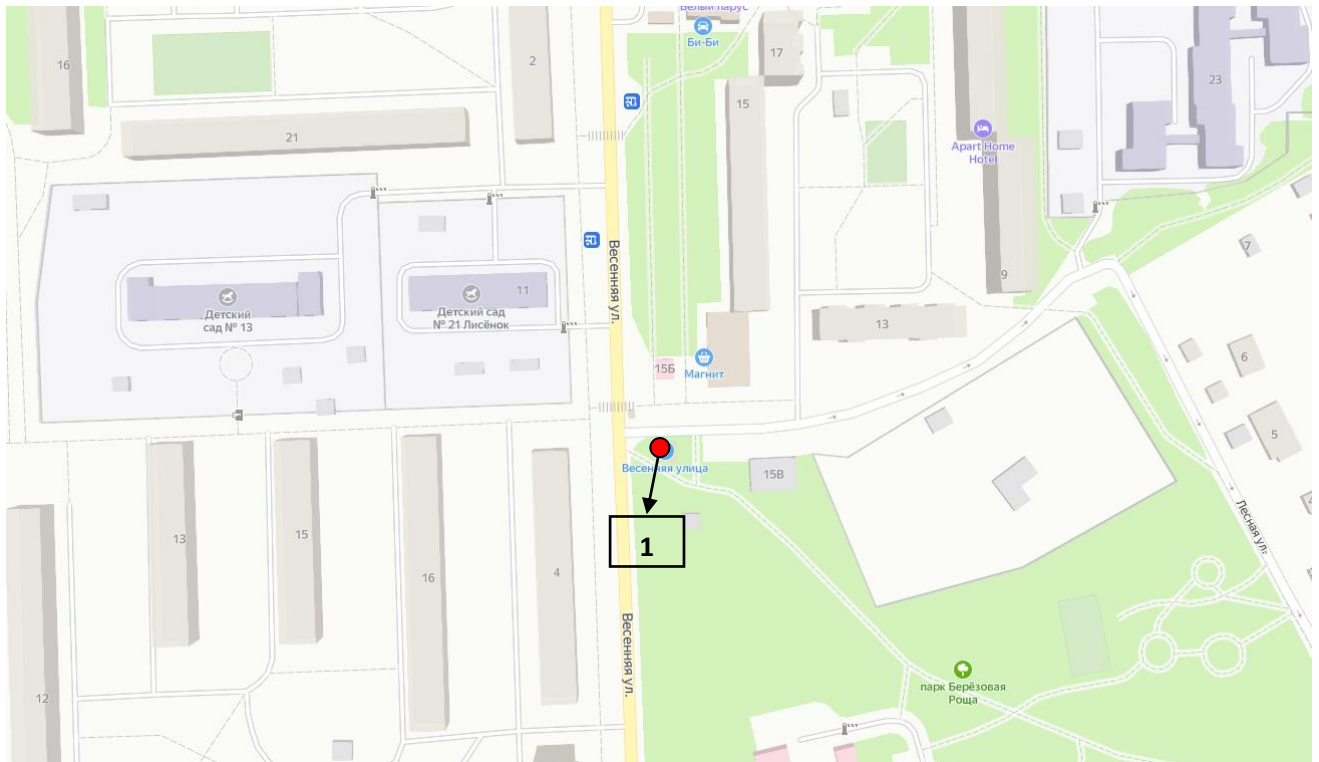 Белый парус
Би-Би
16
2
17
15
23
21
Apart Home
Hotel
7
Весенняя ул.
9
11
Детский
сад № 13
Детский сад
№ 21 Лисёнок
13
15Б
Магнит
6
5
Весенняя улица
15В
Лесная ул.
1
13
15
16
4
12
Весенняя ул.
парк Берёзовая
Роща